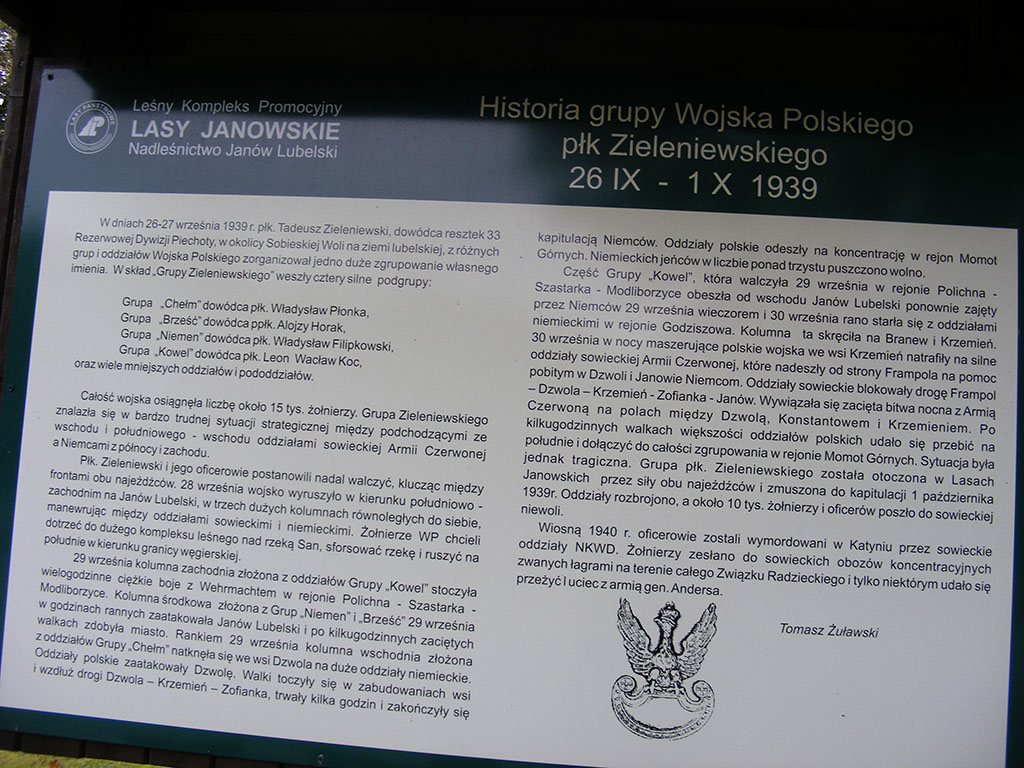 LASY PAŃSTWOWE
Leśny Kompleks Promocyjny
LASY JANOWSKIE
Nadleśnictwo Janów Lubelski
Historia grupy Wojska Polskiego
płk Zieleniewskiego
26 IX - 1 X 1939
W dniach 26-27 września 1939 r. płk. Tadeusz Zieleniewski, dowódca resztek 33
Rezerwowej Dywizji Piechoty, w okolicy Sobieskiej Woli na ziemi lubelskiej, z różnych
grup i oddziałów Wojska Polskiego zorganizował jedno duże zgrupowanie własnego
imienia. W skład „Grupy Zieleniewskiego" weszły cztery silne podgrupy:
Grupa „Chełm" dowódca płk. Władysław Płonka,
Grupa „Brześć" dowódca ppłk. Alojzy Horak,
Grupa „Niemen" dowódca płk. Władysław Filipkowski,
Grupa „Kowel" dowódca płk. Leon Wacław Koc,
oraz wiele mniejszych oddziałów i pododdziałów.
Całość wojska osiągnęła liczbę około 15 tys. żołnierzy. Grupa Zieleniewskiego
znalazła się w bardzo trudnej sytuacji strategicznej między podchodzącymi ze
wschodu i południowego - wschodu oddziałami sowieckiej Armii Czerwonej
a Niemcami z północy i zachodu.
Płk. Zieleniewski i jego oficerowie postanowili nadal walczyć, klucząc między
frontami obu najeźdźców. 28 września wojsko wyruszyło w kierunku południowo -
zachodnim na Janów Lubelski, w trzech dużych kolumnach równoległych do siebie,
manewrując między oddziałami sowieckimi i niemieckimi. Żołnierze WP chcieli
dotrzeć do dużego kompleksu leśnego nad rzeką San, sforsować rzekę i ruszyć na
południe w kierunku granicy węgierskiej.
29 września kolumna zachodnia złożona z oddziałów Grupy „Kowel" stoczyła
wielogodzinne ciężkie boje z Wehrmachtem w rejonie Polichna - Szastarka -
Modliborzyce. Kolumna środkowa złożona z Grup „Niemen" i „Brześć" 29 września
w godzinach rannych zaatakowała Janów Lubelski i po kilkugodzinnych zaciętych
walkach zdobyła miasto. Rankiem 29 września kolumna wschodnia złożona
z oddziałów Grupy „Chełm" natknęła się we wsi Dzwola na duże oddziały niemieckie.
Oddziały polskie zaatakowały Dzwolę. Walki toczyły się w zabudowaniach wsi
i wzdłuż drogi Dzwola – Krzemień – Zofianka, trwały kilka godzin i zakończyły się
kapitulacją Niemców. Oddziały polskie odeszły na koncentrację w rejon Momot
Górnych. Niemieckich jeńców w liczbie ponad trzystu puszczono wolno.
Część Grupy „Kowel", która walczyła 29 września w rejonie Polichna -
Szastarka - Modliborzyce obeszła od wschodu Janów Lubelski ponownie zajęty
przez Niemców 29 września wieczorem i 30 września rano starła się z oddziałami
niemieckimi w rejonie Godziszowa. Kolumna ta skręciła na Branew i Krzemień.
30 września w nocy maszerujące polskie wojska we wsi Krzemień natrafiły na silne
oddziały sowieckiej Armii Czerwonej, które nadeszły od strony Frampola na pomoc
pobitym w Dzwoli i Janowie Niemcom. Oddziały sowieckie blokowały drogę Frampol
– Dzwola – Krzemień - Zofianka - Janów. Wywiązała się zacięta bitwa nocna z Armią
Czerwoną na polach między Dzwolą, Konstantowem i Krzemieniem. Po
kilkugodzinnych walkach większości oddziałów polskich udało się przebić na
południe i dołączyć do całości zgrupowania w rejonie Momot Górnych. Sytuacja była
jednak tragiczna. Grupa płk. Zieleniewskiego została otoczona w Lasach
Janowskich przez siły obu najeźdźców i zmuszona do kapitulacji 1 października
1939r. Oddziały rozbrojono, a około 10 tys. żołnierzy i oficerów poszło do sowieckiej
niewoli.
Wiosną 1940 r. oficerowie zostali wymordowani w Katyniu przez sowieckie
oddziały NKWD. Żołnierzy zesłano do sowieckich obozów koncentracyjnych
zwanych łagrami na terenie całego Związku Radzieckiego i tylko niektórym udało się
przeżyć i uciec z armią gen. Andersa.
Tomasz Żuławski